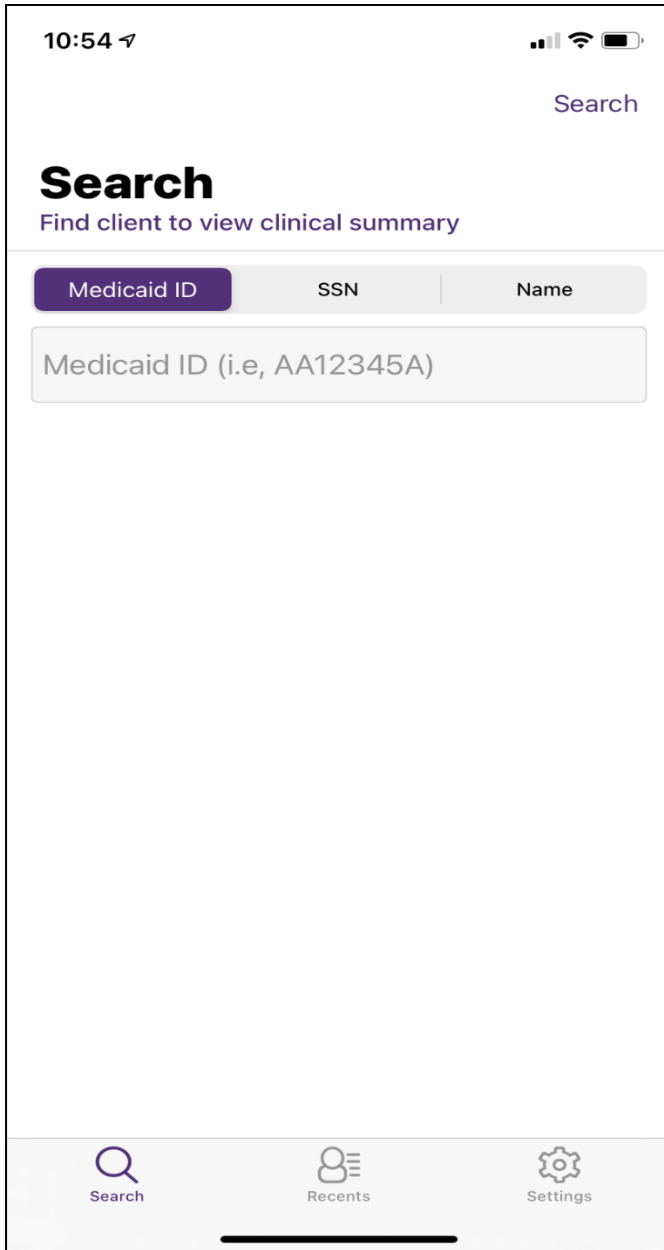 10:54
Search
Search
Find client to view clinical summary
Medicaid ID SSN Name
Medicaid ID (i.e, AA12345A)
Search Recents Settings